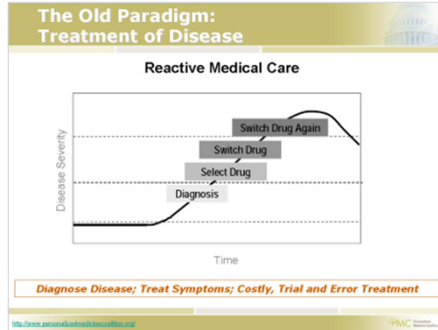 The Old Paradigm:
Treatment of Disease
Reactive Medical Care
Disease Severity
Switch Drug Again
Switch Drug
Select Drug
Diagnosis
Time
Diagnose Disease; Treat Symptoms; Costly, Trial and Error Treatment
http://www.personalizedmedicinecoalition.org/
PMC